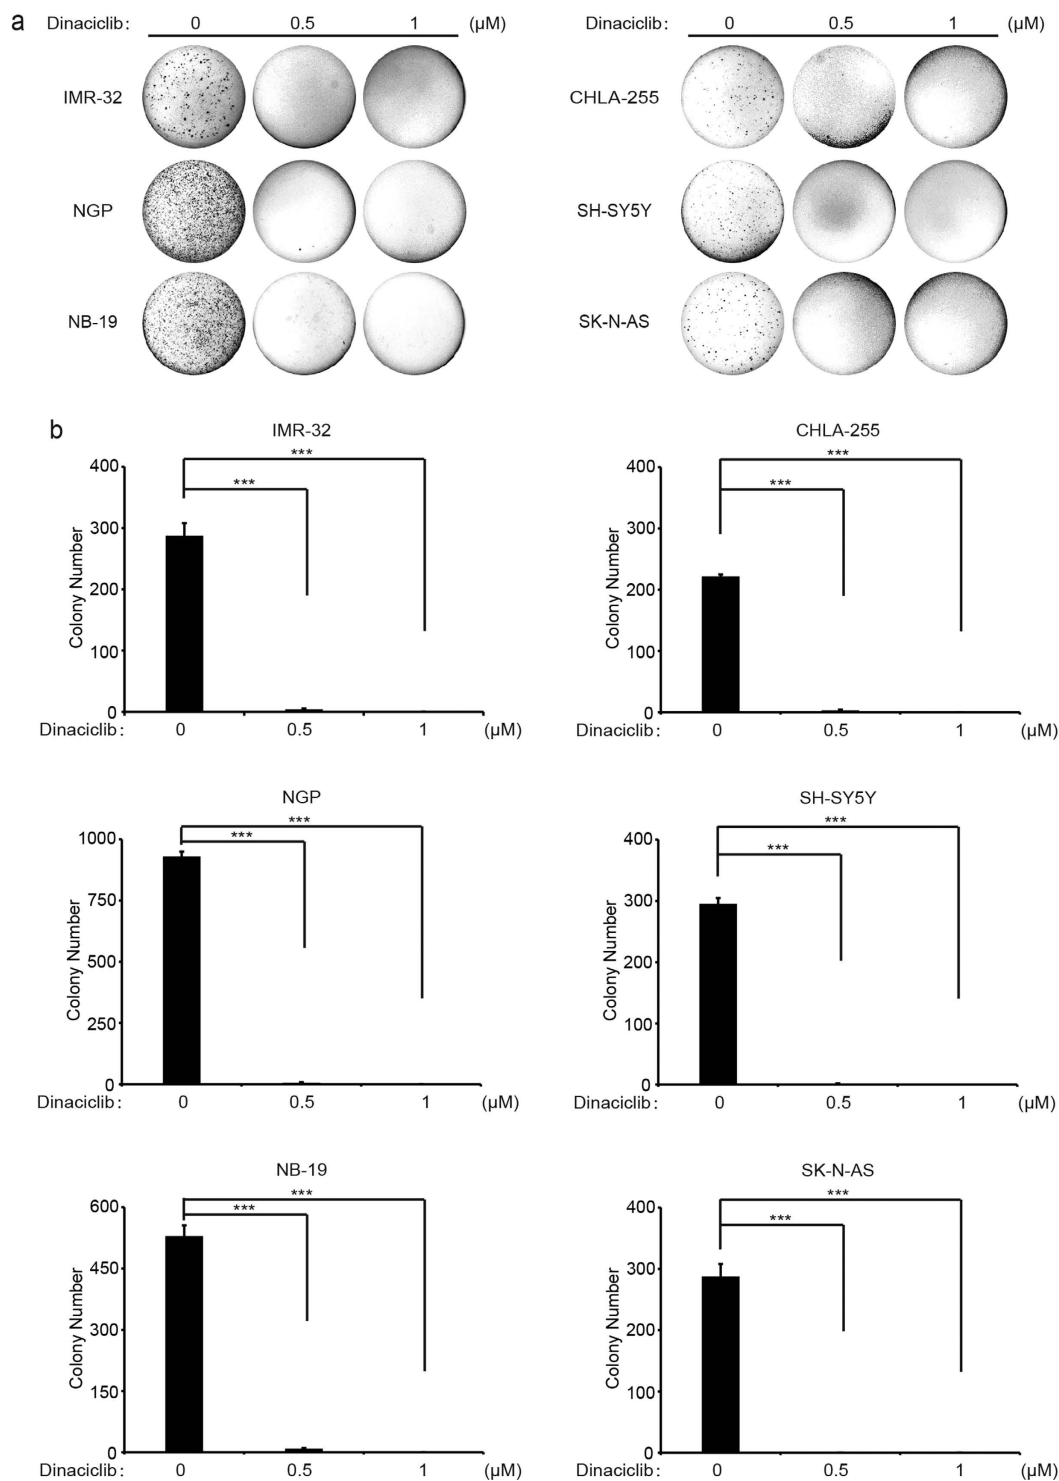 a
Dinaciclib: 0 0.5 1 (μM)
IMR-32
NGP
NB-19
Dinaciclib: 0 0.5 1 (μM)
CHLA-255
SH-SY5Y
SK-N-AS
b
IMR-32
***
***
Colony Number
400
300
200
100
0
Dinaciclib: 0 0.5 1 (μM)
CHLA-255
***
***
Colony Number
400
300
200
100
0
Dinaciclib: 0 0.5 1 (μM)
NGP
***
***
Colony Number
1000
750
500
250
0
Dinaciclib: 0 0.5 1 (μM)
SH-SY5Y
***
***
Colony Number
400
300
200
100
0
Dinaciclib: 0 0.5 1 (μM)
NB-19
***
***
Colony Number
600
450
300
150
0
Dinaciclib: 0 0.5 1 (μM)
SK-N-AS
***
***
Colony Number
400
300
200
100
0
Dinaciclib: 0 0.5 1 (μM)